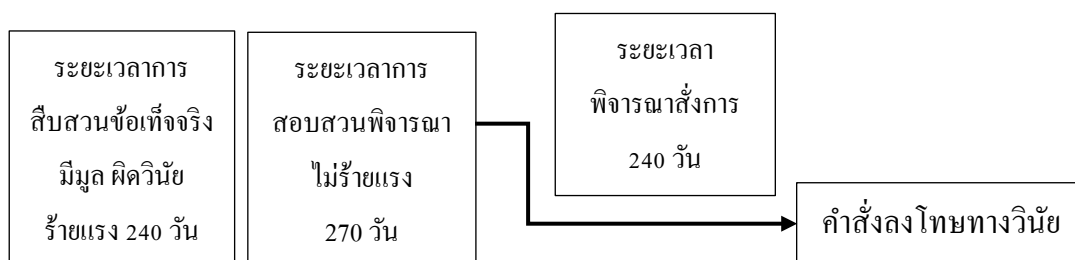 ระยะเวลาการ
สืบสวนข้อเท็จจริง
มีมูล ผิดวินัย
ร้ายแรง 240 วัน
ระยะเวลาการ
สอบสวนพิจารณา
ไม่ร้ายแรง
270 วัน
ระยะเวลา
พิจารณาสั่งการ
240 วัน
คำสั่งลงโทษทางวินัย